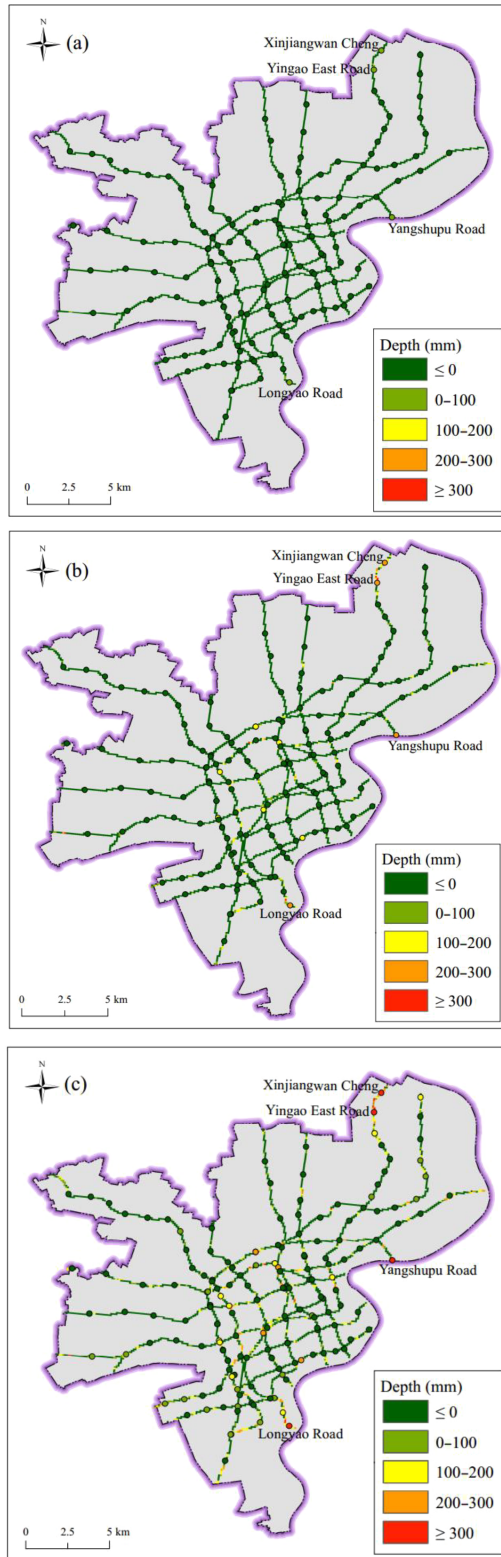 N
(a)
Xinjiangwan Cheng
Yingao East Road
Yangshupu Road
Longyao Road
Depth (mm)
≤ 0
0–100
100–200
200–300
≥ 300
0 2.5 5 km
N
(b)
Xinjiangwan Cheng
Yingao East Road
Yangshupu Road
Longyao Road
Depth (mm)
≤ 0
0–100
100–200
200–300
≥ 300
0 2.5 5 km
N
(c)
Xinjiangwan Cheng
Yingao East Road
Yangshupu Road
Longyao Road
Depth (mm)
≤ 0
0–100
100–200
200–300
≥ 300
0 2.5 5 km